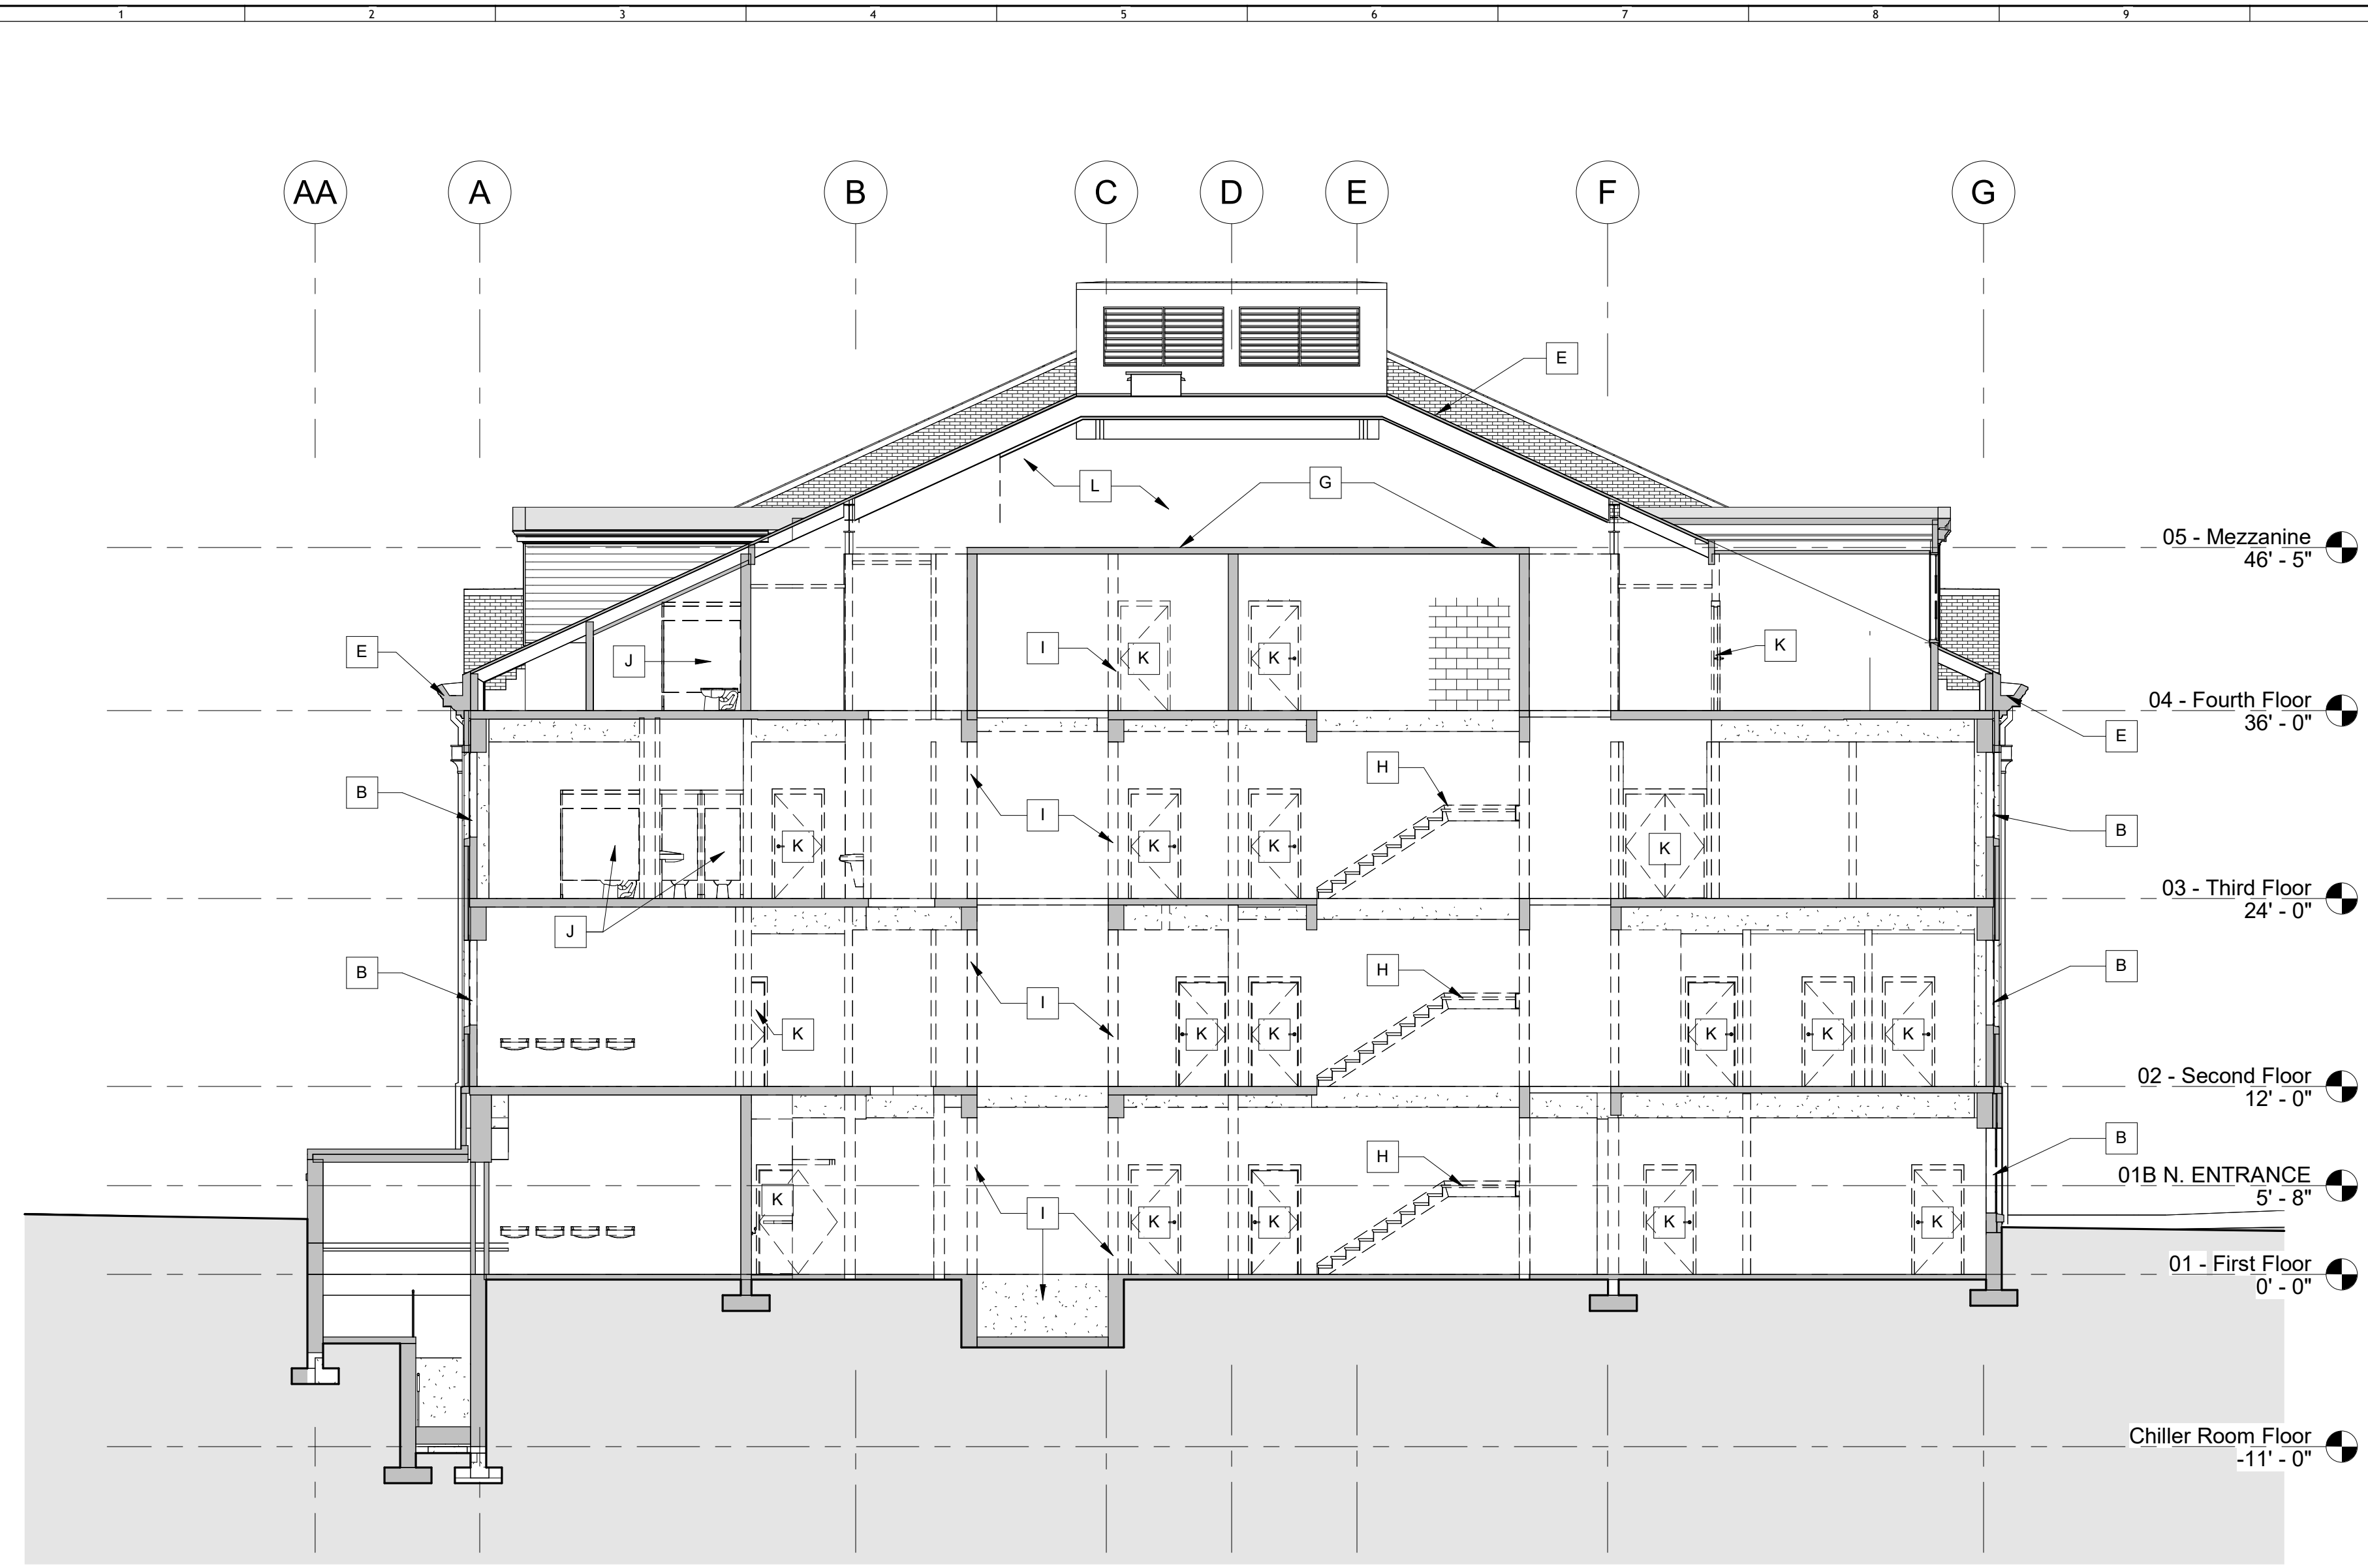 1 2 3 4 5 6 7 8 9
AA A B C D E F G
E
L G
05 - Mezzanine
46' - 5"
E J I K K K
04 - Fourth Floor
36' - 0"
E
H
B I K K K K B
03 - Third Floor
24' - 0"
J
B H B
I
K K K K K K
02 - Second Floor
12' - 0"
B
H
01B N. ENTRANCE
5' - 8"
K
I K K K K
01 - First Floor
0' - 0"
Chiller Room Floor
-11' - 0"